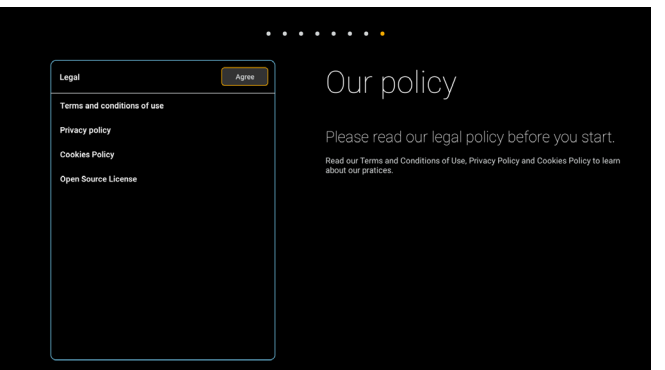 Legal
Agree
Terms and conditions of use
Privacy policy
Cookies Policy
Open Source License
Our policy
Please read our legal policy before you start.
Read our Terms and Conditions of Use, Privacy Policy and Cookies Policy to learn
about our pratices.